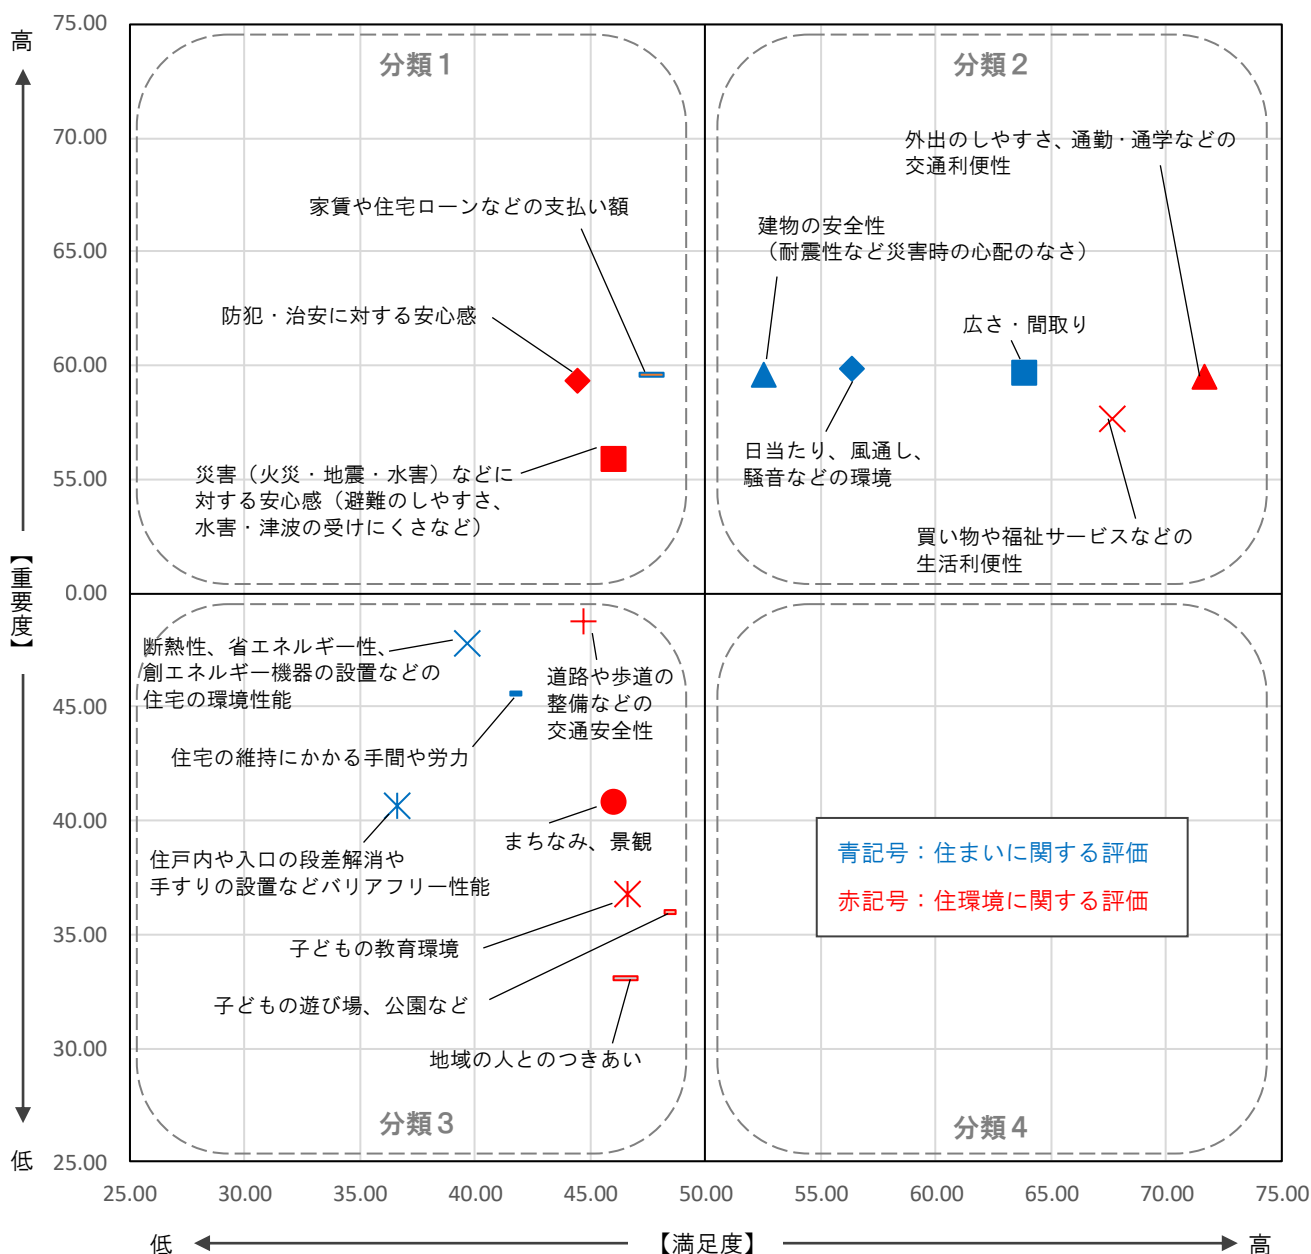 75.00
高
分類１
分類２
70.00
外出のしやすさ、通勤・通学などの
交通利便性
家賃や住宅ローンなどの支払い額
建物の安全性
（耐震性など災害時の心配のなさ）
65.00
防犯・治安に対する安心感
広さ・間取り
60.00
日当たり、風通し、
騒音などの環境
災害（火災・地震・水害）などに
対する安心感（避難のしやすさ、
水害・津波の受けにくさなど）
55.00
買い物や福祉サービスなどの
生活利便性
【重要度】
0.00
断熱性、省エネルギー性、
創エネルギー機器の設置などの
住宅の環境性能
道路や歩道の
整備などの
交通安全性
45.00
住宅の維持にかかる手間や労力
40.00
まちなみ、景観
住戸内や入口の段差解消や
手すりの設置などバリアフリー性能
青記号：住まいに関する評価
赤記号：住環境に関する評価
35.00
子どもの教育環境
子どもの遊び場、公園など
30.00
地域の人とのつきあい
分類３
分類４
低
25.00
25.00 30.00 35.00 40.00 45.00 50.00 55.00 60.00 65.00 70.00 75.00
低 【満足度】 高